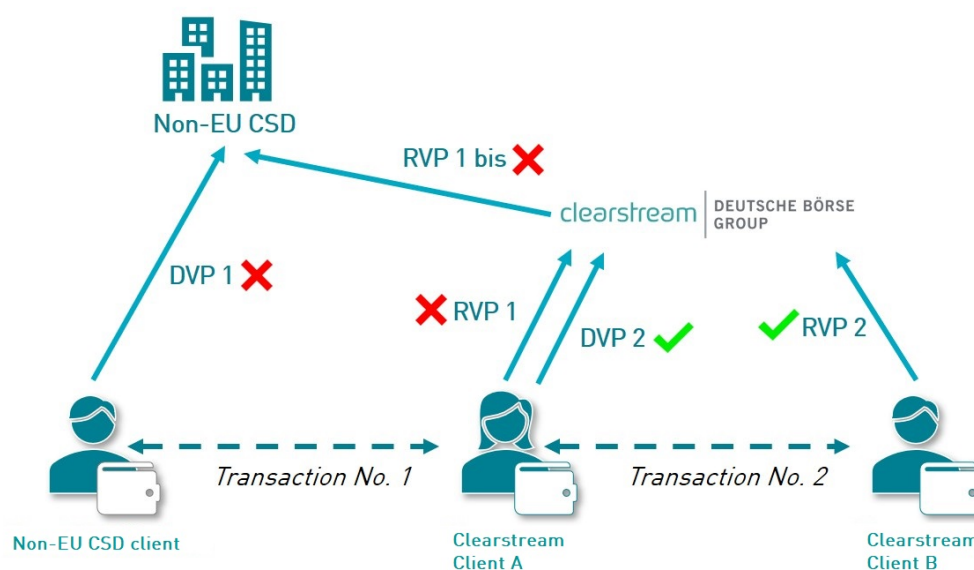 Non-EU CSD
RVP 1 bis
clearstream
DEUTSCHE BÖRSE
GROUP
DVP 1
RVP 1
DVP 2
RVP 2
Transaction No. 1
Transaction No. 2
Non-EU CSD client
Clearstream
Client A
Clearstream
Client B